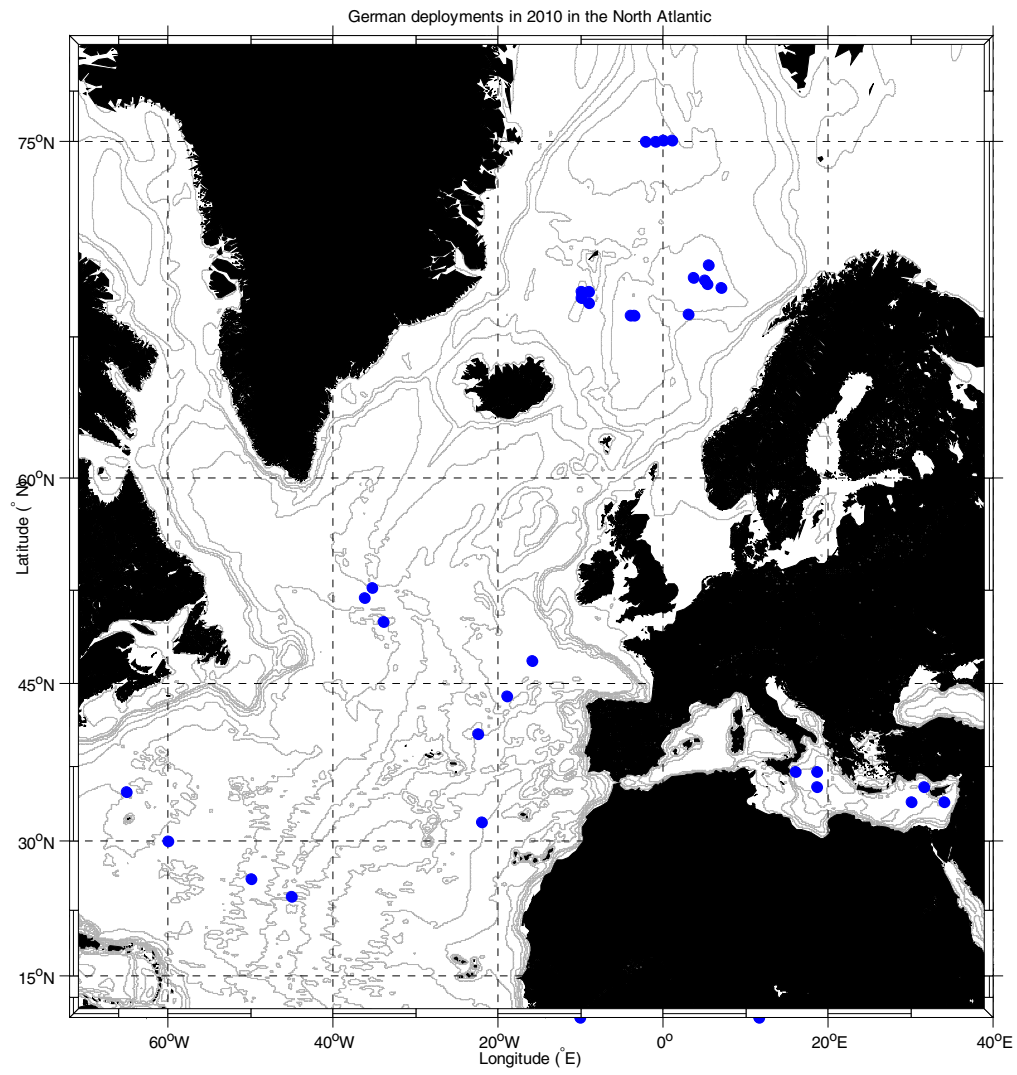 German deployments in 2010 in the North Atlantic
75°N
60°N
45°N
30°N
15°N
Latitude (° N)
60°W
40°W
20°W
0°
20°E
40°E
Longitude (°E)